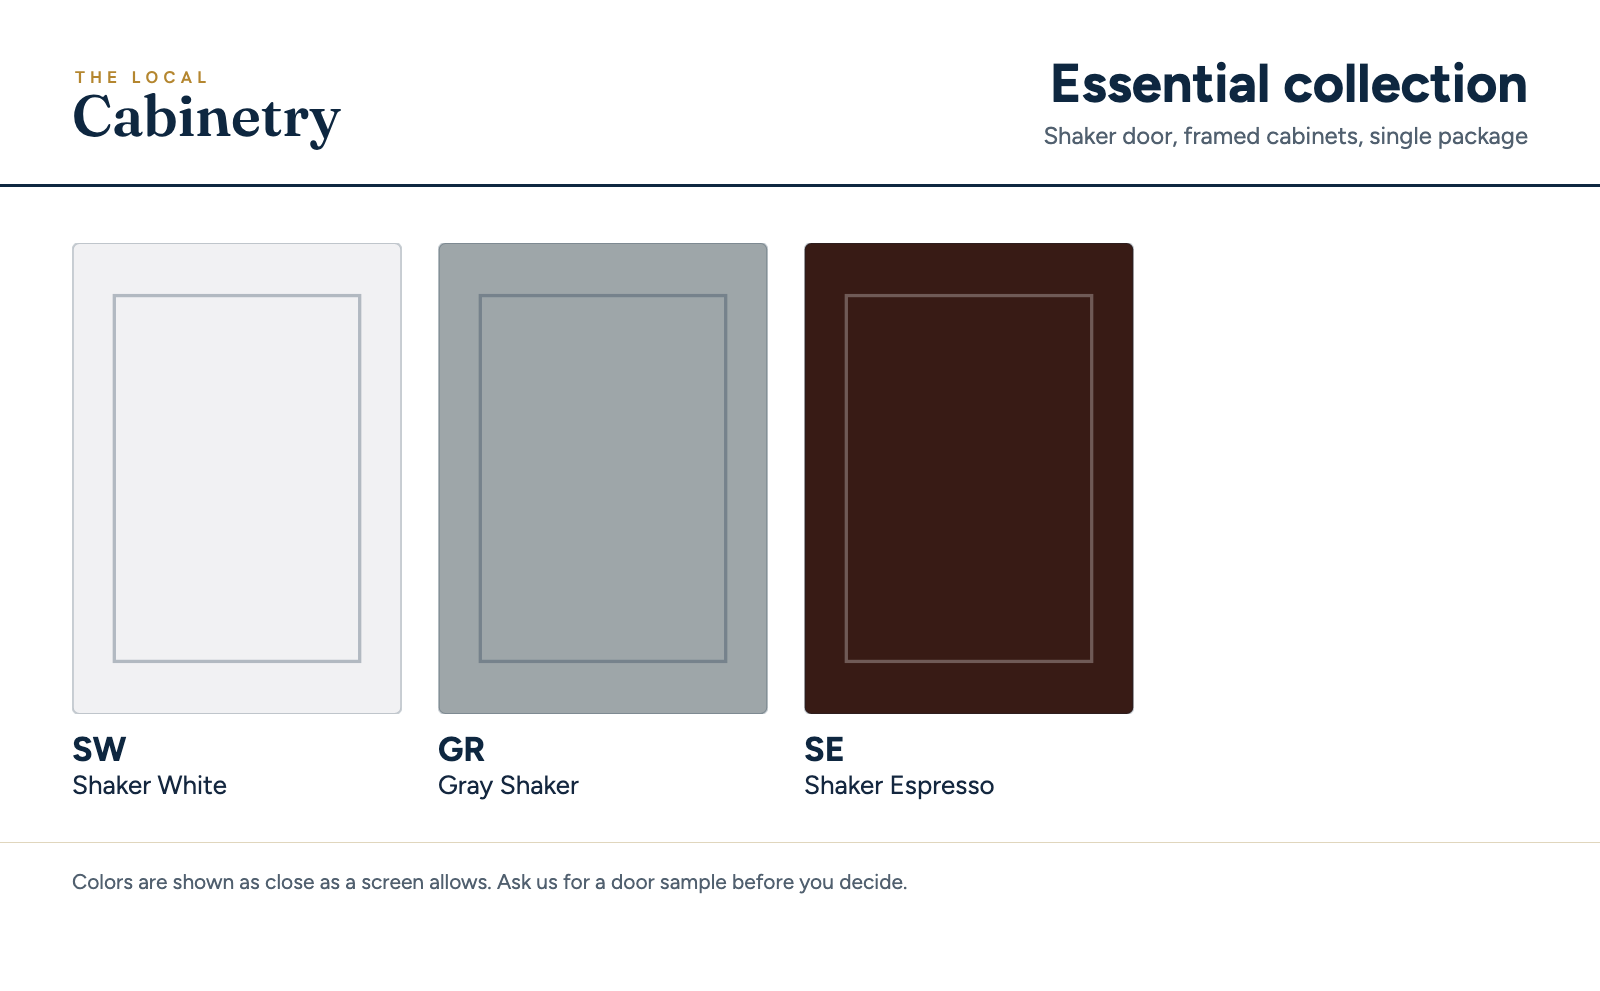 THE LOCAL
Cabinetry
Essential collection
Shaker door, framed cabinets, single package
SW
Shaker White
GR
Gray Shaker
SE
Shaker Espresso
Colors are shown as close as a screen allows. Ask us for a door sample before you decide.